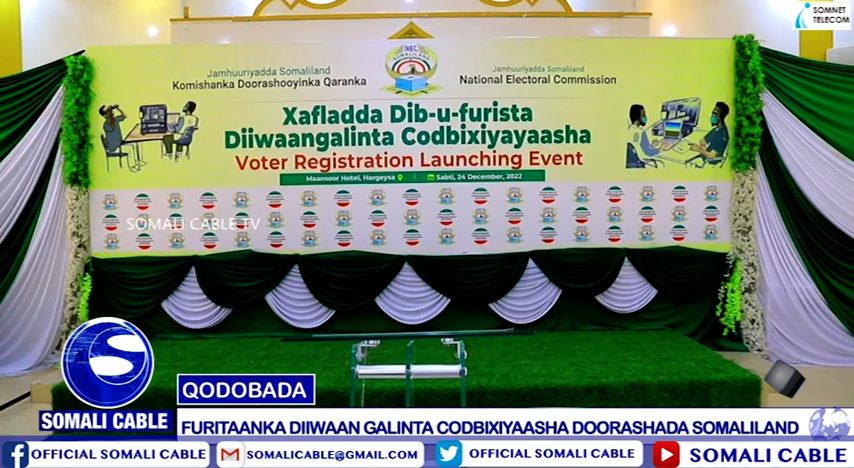 SOMNET
TELECOM
NEC
SOMALILAND
Jamhuuriyadda Somaliland
Komishanka Doorashooyinka Qaranka
Jamhuuriyadda Somaliland
National Electoral Commission
Xafladda Dib-u-furista
Diiwaangalinta Codbixiyayaasha
Voter Registration Launching Event
Maansoor Hotel, Hargeysa
Sabti, 24 December, 2022
SOMALI CABLE TV
S
SOMALI CABLE
QODOBADA
FURITAANKA DIIWAAN GALINTA CODBIXIYAASHA DOORASHADA SOMALILAND
OFFICIAL SOMALI CABLE
SOMALICABLE@GMAIL.COM
OFFICIAL SOMALI CABLE
SOMALI CABLE